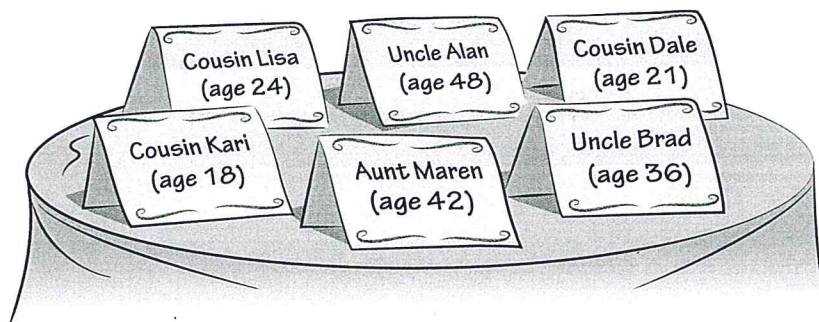 Cousin Lisa
(age 24)
Uncle Alan
(age 48)
Cousin Dale
(age 21)
Cousin Kari
(age 18)
Aunt Maren
(age 42)
Uncle Brad
(age 36)